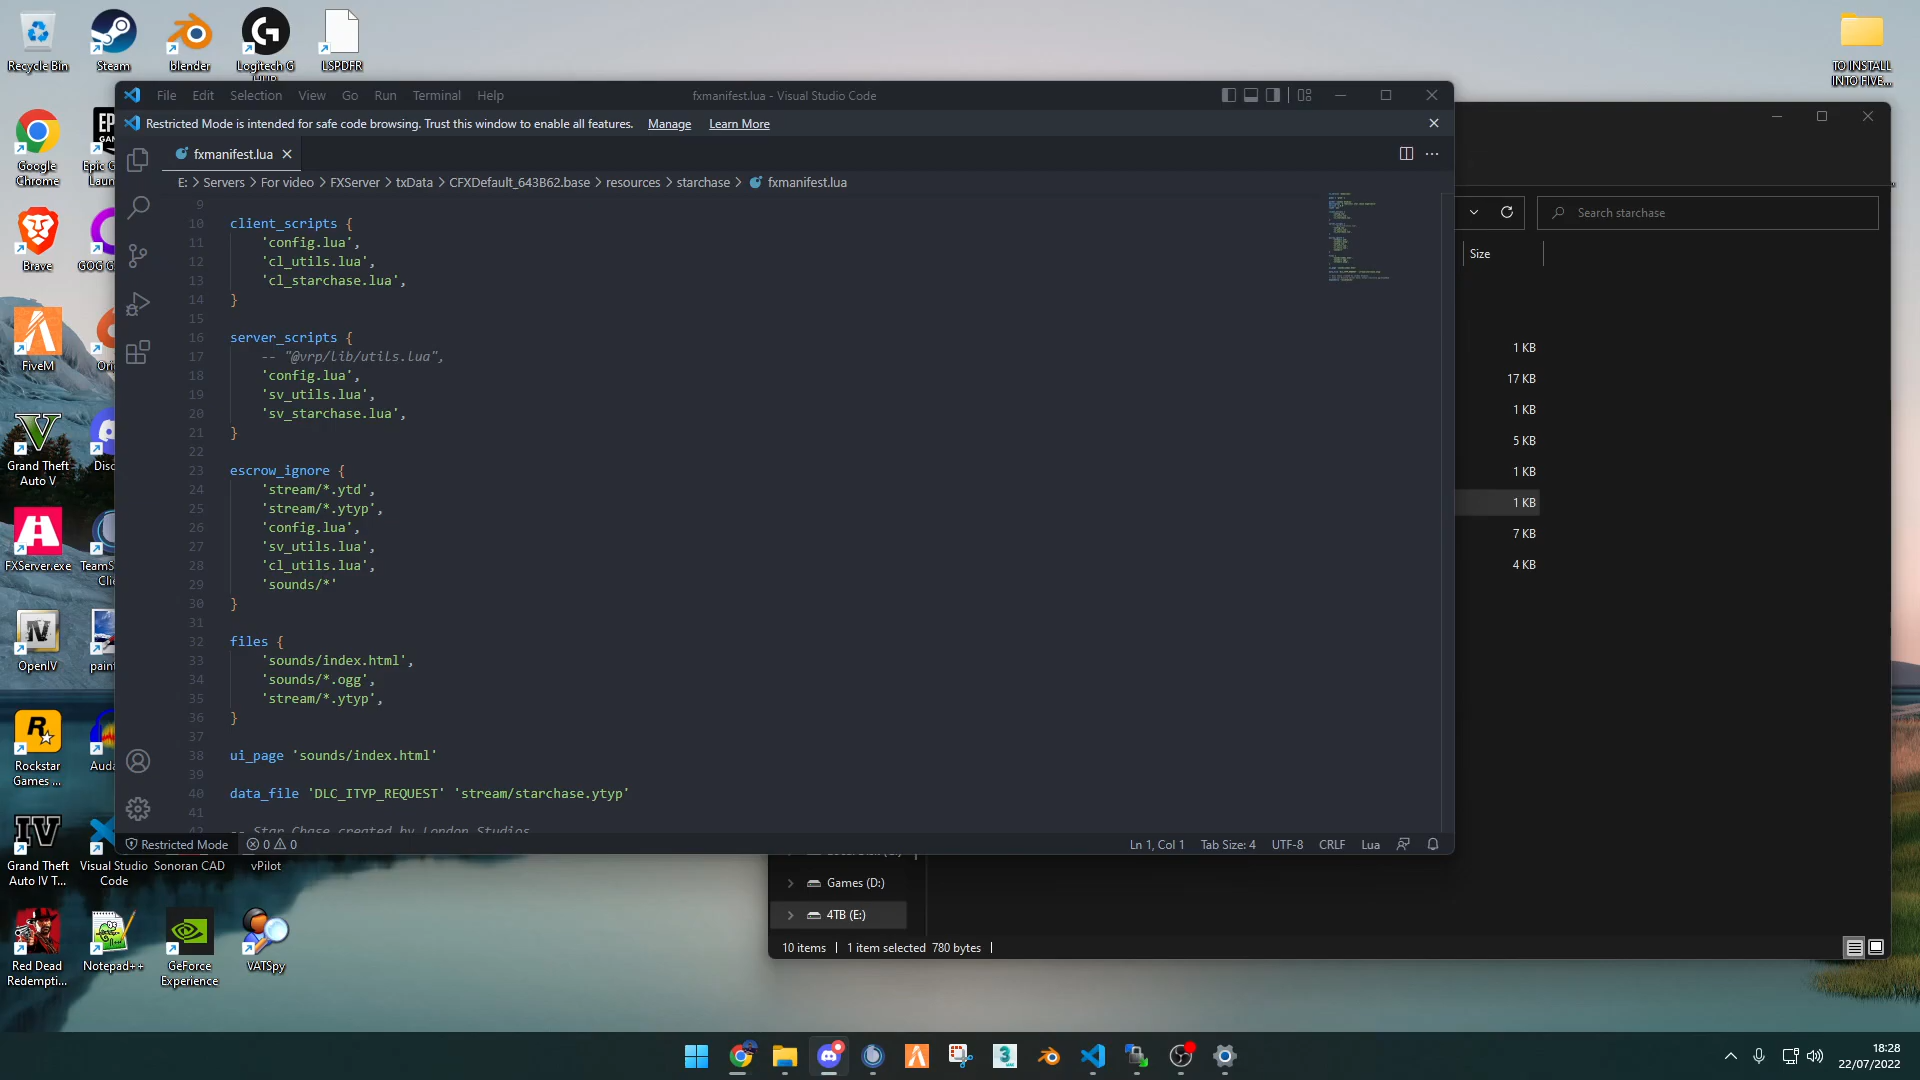 Recycle Bin
Steam
blender
Logitech G
LSPDFR
TO INSTALL
INTO FIVE...
File Edit Selection View Go Run Terminal Help
fxmanifest.lua - Visual Studio Code
Restricted Mode is intended for safe code browsing. Trust this window to enable all features. Manage Learn More
fxmanifest.lua
E: > Servers > For video > FXServer > txData > CFXDefault_643B62.base > resources > starchase > fxmanifest.lua
9
10 client_scripts {
11 'config.lua',
12 'cl_utils.lua',
13 'cl_starchase.lua',
14 }
15
16 server_scripts {
17 -- "@vrp/lib/utils.lua",
18 'config.lua',
19 'sv_utils.lua',
20 'sv_starchase.lua',
21 }
22
23 escrow_ignore {
24 'stream/*.ytd',
25 'stream/*.ytyp',
26 'config.lua',
27 'sv_utils.lua',
28 'cl_utils.lua',
29 'sounds/*'
30 }
31
32 files {
33 'sounds/index.html',
34 'sounds/*.ogg',
35 'stream/*.ytyp',
36 }
37
38 ui_page 'sounds/index.html'
39
40 data_file 'DLC_ITYP_REQUEST' 'stream/starchase.ytyp'
41
42 -- Star Chase created by London Studios
Restricted Mode 0 0
Ln 1, Col 1 Tab Size: 4 UTF-8 CRLF Lua
Search starchase
Size
1 KB
17 KB
1 KB
5 KB
1 KB
1 KB
7 KB
4 KB
Games (D:)
4TB (E:)
10 items 1 item selected 780 bytes
Google
Chrome
Epic G
Laun
Brave
GOG G
FiveM
Ori
Grand Theft
Auto V
Disc
FXServer.exe
TeamS
Clie
OpenIV
paint
Rockstar
Games ...
Auda
Grand Theft
Auto IV T...
Visual Studio
Code
Sonoran CAD
vPilot
Red Dead
Redempti...
Notepad++
GeForce
Experience
VATSpy
18:28
22/07/2022